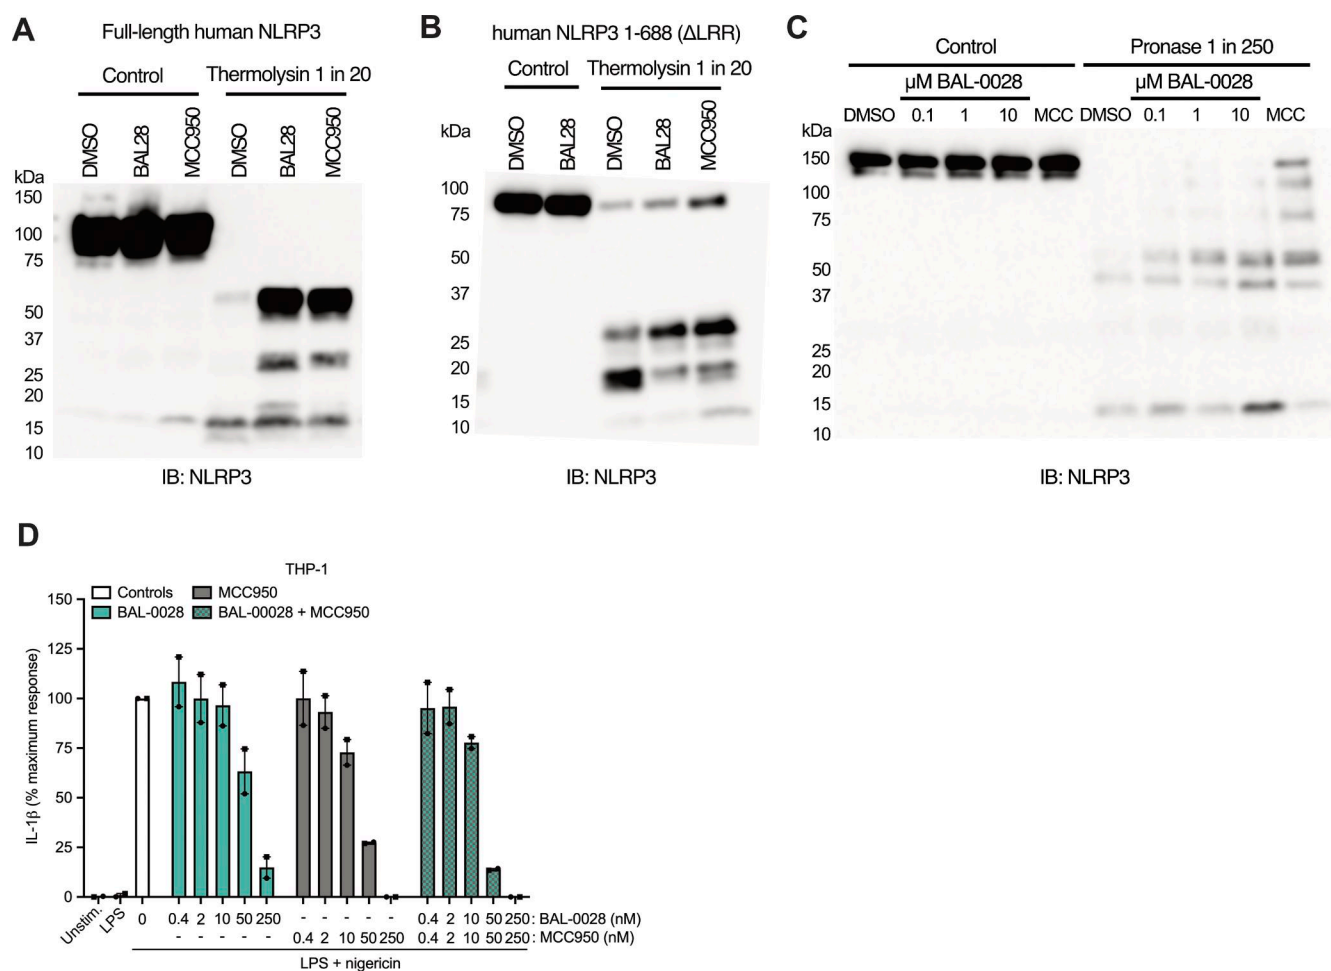 A
Full-length human NLRP3
Control
Thermolysin 1 in 20
DMSO
BAL28
MCC950
DMSO
BAL28
MCC950
kDa
150
100
75
50
37
25
20
15
10
IB: NLRP3
B
human NLRP3 1-688 (ΔLRR)
Control
Thermolysin 1 in 20
DMSO
BAL28
DMSO
BAL28
MCC950
kDa
100
75
50
37
25
20
15
10
IB: NLRP3
C
Control
Pronase 1 in 250
µM BAL-0028
µM BAL-0028
DMSO 0.1 1 10 MCC DMSO 0.1 1 10 MCC
kDa
150
100
75
50
37
25
20
15
10
IB: NLRP3
D
THP-1
Controls
MCC950
BAL-0028
BAL-00028 + MCC950
IL-1β (% maximum response)
150
125
100
75
50
25
0
Unstim.
LPS
0 0.4 2 10 50 250 - - - - - 0.4 2 10 50 250 : BAL-0028 (nM)
- - - - - 0.4 2 10 50 250 0.4 2 10 50 250 : MCC950 (nM)
LPS + nigericin